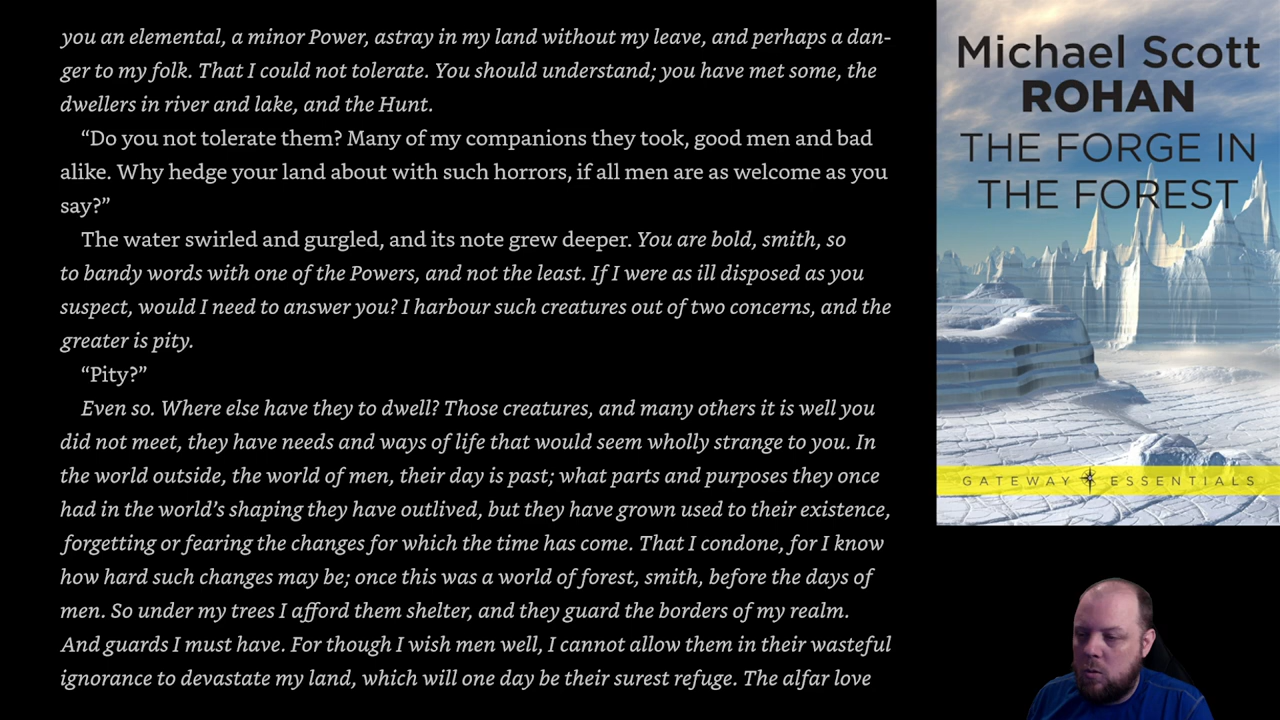 you an elemental, a minor Power, astray in my land without my leave, and perhaps a dan-
ger to my folk. That I could not tolerate. You should understand; you have met some, the
dwellers in river and lake, and the Hunt.
“Do you not tolerate them? Many of my companions they took, good men and bad
alike. Why hedge your land about with such horrors, if all men are as welcome as you
say?”
The water swirled and gurgled, and its note grew deeper. You are bold, smith, so
to bandy words with one of the Powers, and not the least. If I were as ill disposed as you
suspect, would I need to answer you? I harbour such creatures out of two concerns, and the
greater is pity.
“Pity?”
Even so. Where else have they to dwell? Those creatures, and many others it is well you
did not meet, they have needs and ways of life that would seem wholly strange to you. In
the world outside, the world of men, their day is past; what parts and purposes they once
had in the world’s shaping they have outlived, but they have grown used to their existence,
forgetting or fearing the changes for which the time has come. That I condone, for I know
how hard such changes may be; once this was a world of forest, smith, before the days of
men. So under my trees I afford them shelter, and they guard the borders of my realm.
And guards I must have. For though I wish men well, I cannot allow them in their wasteful
ignorance to devastate my land, which will one day be their surest refuge. The alfar love
Michael Scott
ROHAN
THE FORGE IN
THE FOREST
GATEWAY ESSENTIALS